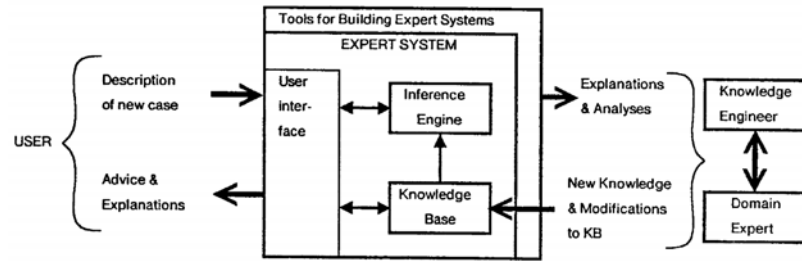 Tools for Building Expert Systems
EXPERT SYSTEM
USER
Description
of new case
Advice &
Explanations
User
inter-
face
Inference
Engine
Knowledge
Base
Explanations
& Analyses
New Knowledge
& Modifications
to KB
Knowledge
Engineer
Domain
Expert